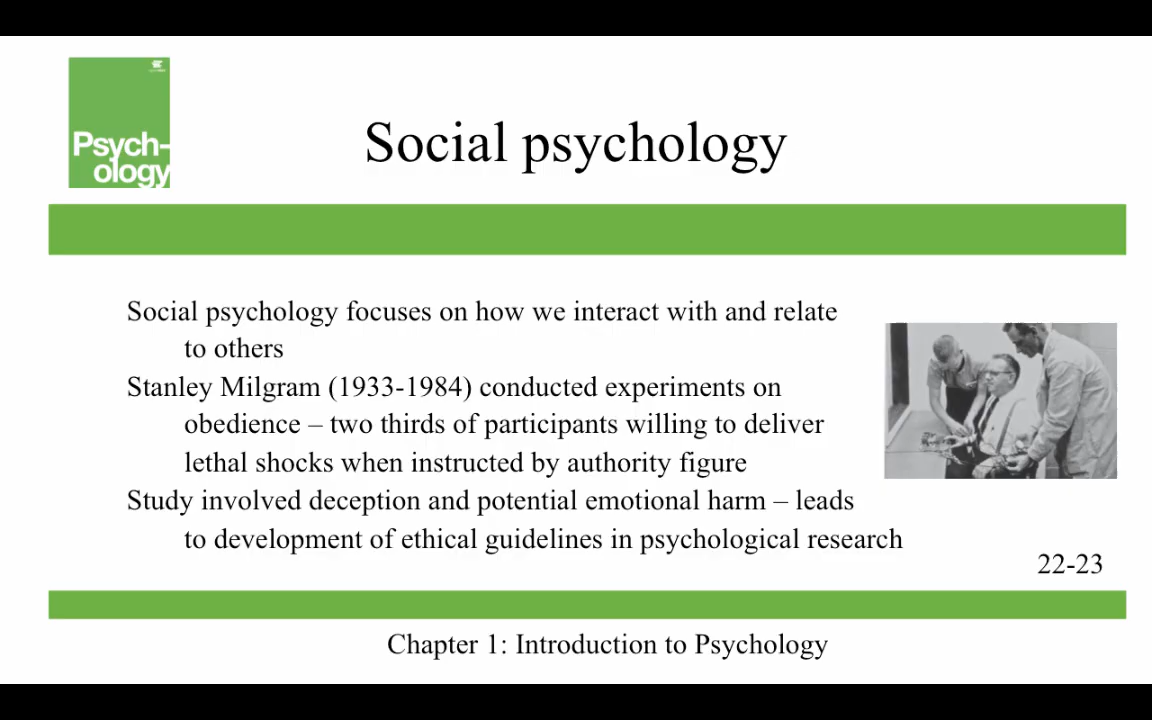 Psych-
ology
Social psychology
Social psychology focuses on how we interact with and relate
to others
Stanley Milgram (1933-1984) conducted experiments on
obedience – two thirds of participants willing to deliver
lethal shocks when instructed by authority figure
Study involved deception and potential emotional harm – leads
to development of ethical guidelines in psychological research
22-23
Chapter 1: Introduction to Psychology